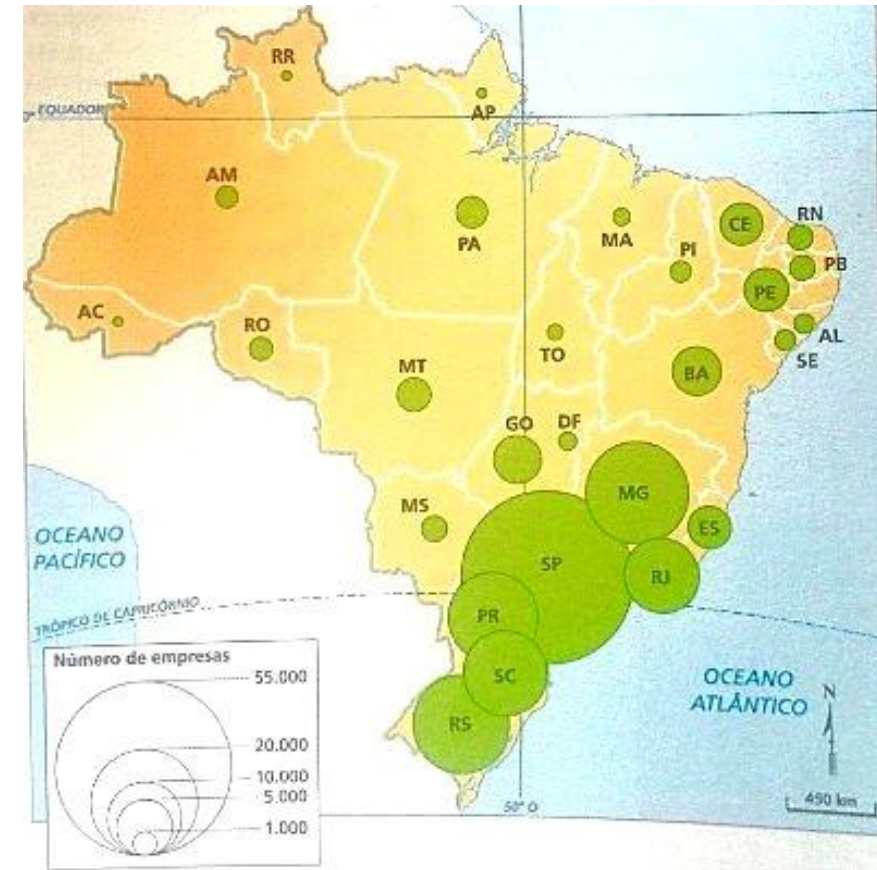 RR
EQUADOR
AP
AM
PA
MA
CE
RN
PI
PB
PE
AC
RO
TO
AL
SE
MT
BA
GO
DF
MS
MG
ES
OCEANO
PACÍFICO
SP
RJ
TRÓPICO DE CAPRICÓRNIO
PR
SC
RS
OCEANO
ATLÂNTICO
N
50° O
450 km
Número de empresas
55.000
20.000
10.000
5.000
1.000